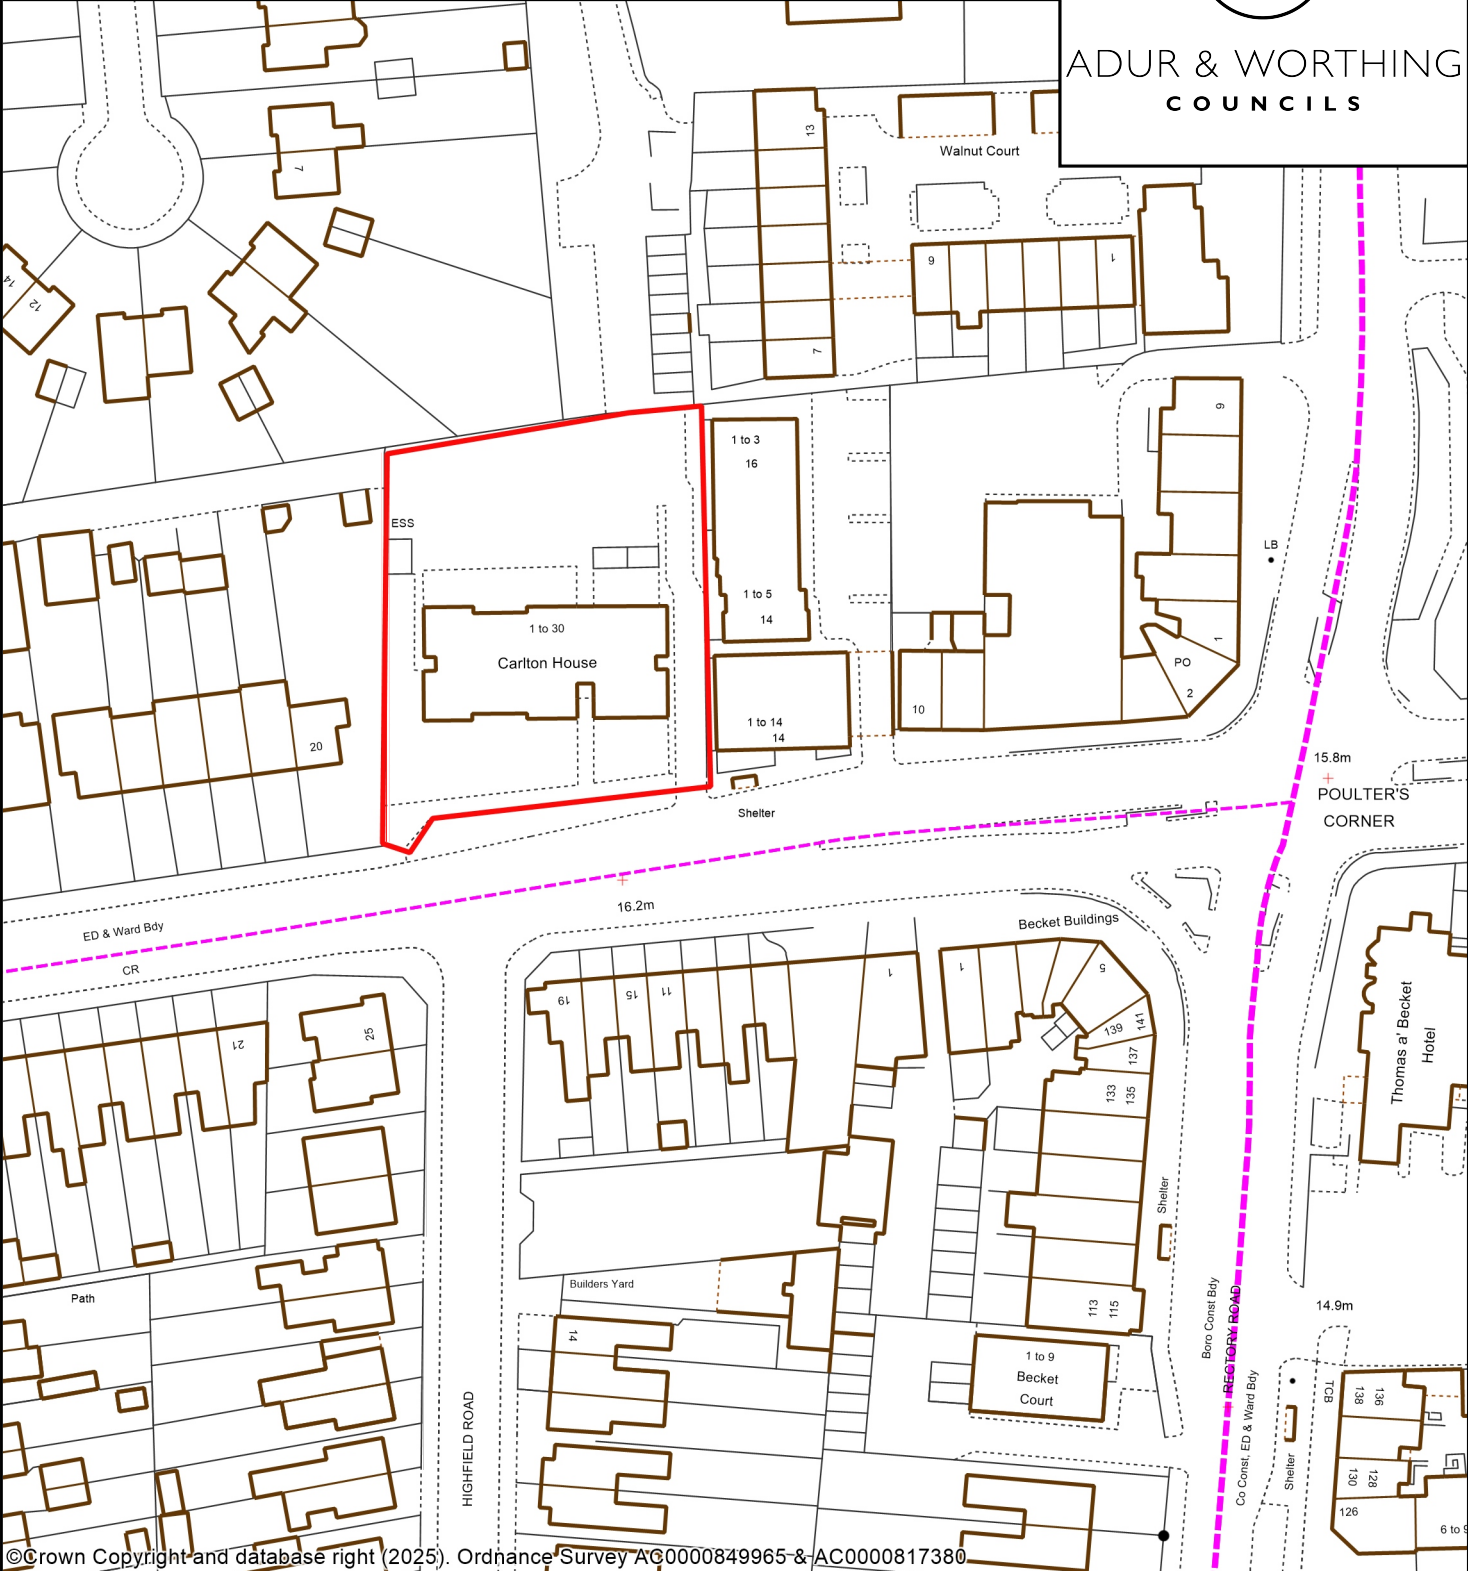 ADUR & WORTHING
COUNCILS
13
Walnut Court
7
14
12
9
1
7
9
1 to 3
16
ESS
LB
1 to 5
14
1 to 30
Carlton House
1
PO
2
10
1 to 14
14
20
15.8m
POULTER'S
CORNER
Shelter
16.2m
ED & Ward Bdy
CR
Becket Buildings
19
15
11
1
1
5
139
141
137
133
135
21
25
Thomas a' Becket
Hotel
Shelter
Path
Builders Yard
113
115
Boro Const Bdy
RECTORY ROAD
14.9m
14
1 to 9
Becket
Court
HIGHFIELD ROAD
Co Const, ED & Ward Bdy
TCB
138
136
Shelter
130
128
126
6 to 9
©Crown Copyright and database right (2025). Ordnance Survey AC0000849965 & AC0000817380